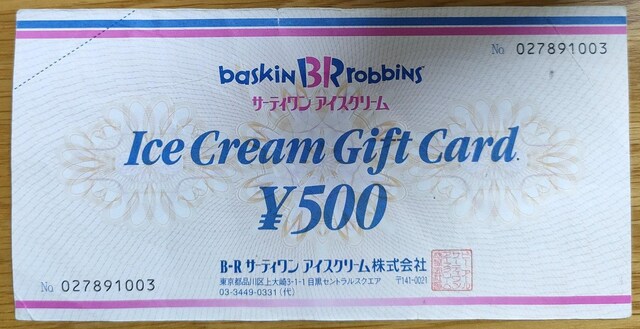 No 027891003
baskin BR robbins®
サーティワン アイスクリーム
Ice Cream Gift Card.
¥500
B-R サーティワン アイスクリーム株式会社
東京都品川区上大崎3-1-1 目黒セントラルスクエア 〒141-0021
03-3449-0331(代)
No 027891003